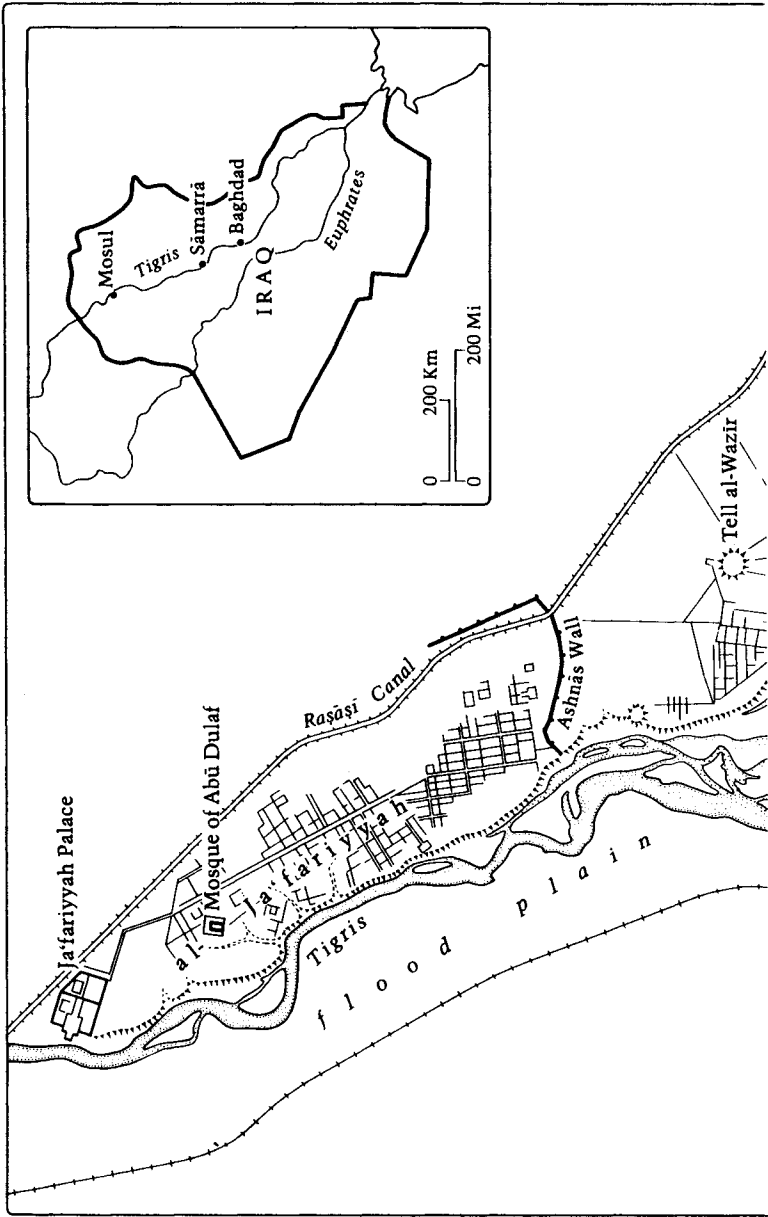 Mosul
Tigris
Sāmarrā
Baghdad
IRAQ
Euphrates
0 200 Km
0 200 Mi
Ja‘fariyyah Palace
Mosque of Abū Dulaf
al-Ja‘fariyyah
Raṣāṣī Canal
Tigris
flood plain
Ashnās Wall
Tell al-Wazīr